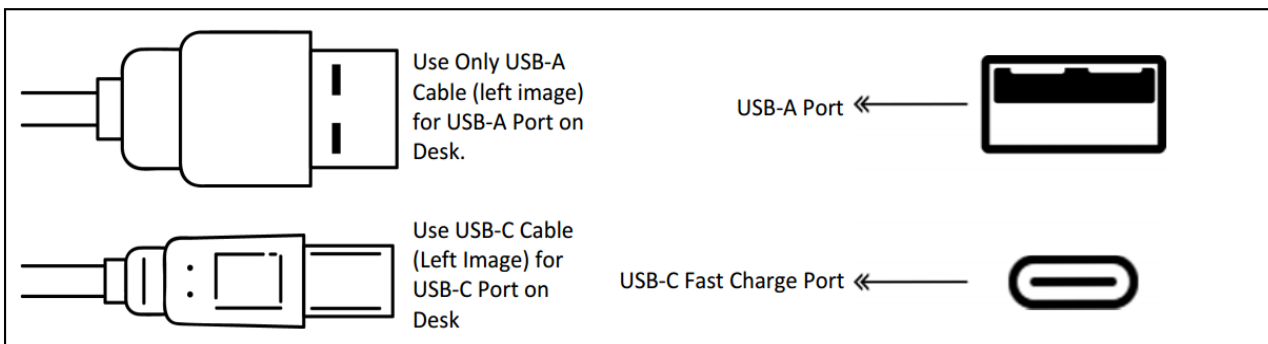 Use Only USB-A
Cable (left image)
for USB-A Port on
Desk.
USB-A Port
Use USB-C Cable
(Left Image) for
USB-C Port on
Desk
USB-C Fast Charge Port